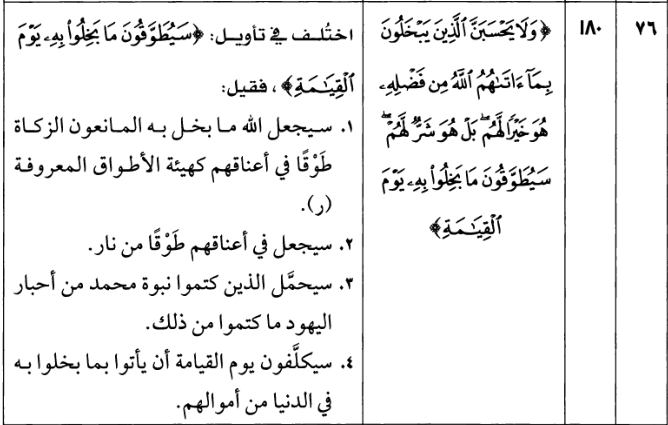 ٧٦
١٨٠
﴿وَلَا يَحْسَبَنَّ ٱلَّذِينَ يَبْخَلُونَ
بِمَآ ءَاتَىٰهُمُ ٱللَّهُ مِن فَضْلِهِۦ
هُوَ خَيْرًا لَّهُم ۖ بَلْ هُوَ شَرٌّ لَّهُمْ ۖ
سَيُطَوَّقُونَ مَا بَخِلُوا۟ بِهِۦ يَوْمَ
ٱلْقِيَـٰمَةِ﴾
اختُلف في تأويل: ﴿سَيُطَوَّقُونَ مَا بَخِلُوا۟ بِهِۦ يَوْمَ
ٱلْقِيَـٰمَةِ﴾، فقيل:
١. سيجعل الله ما بخل به المانعون الزكاة
طَوْقًا في أعناقهم كهيئة الأطواق المعروفة
(ر).
٢. سيجعل في أعناقهم طَوْقًا من نار.
٣. سيحمَّل الذين كتموا نبوة محمد من أحبار
اليهود ما كتموا من ذلك.
٤. سيكلَّفون يوم القيامة أن يأتوا بما بخلوا به
في الدنيا من أموالهم.